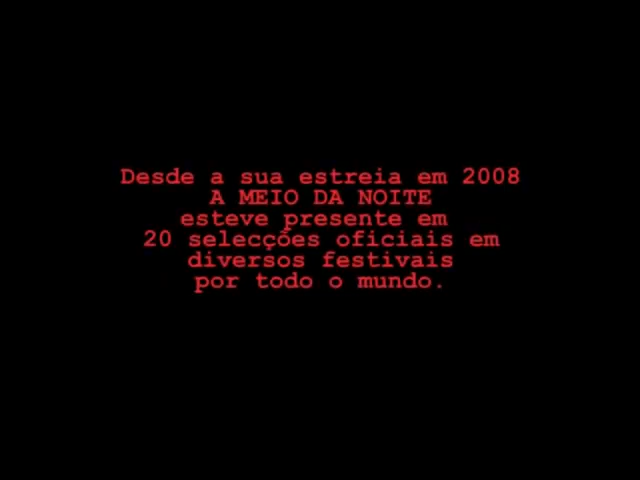 Desde a sua estreia em 2008
A MEIO DA NOITE
esteve presente em
20 selecções oficiais em
diversos festivais
por todo o mundo.